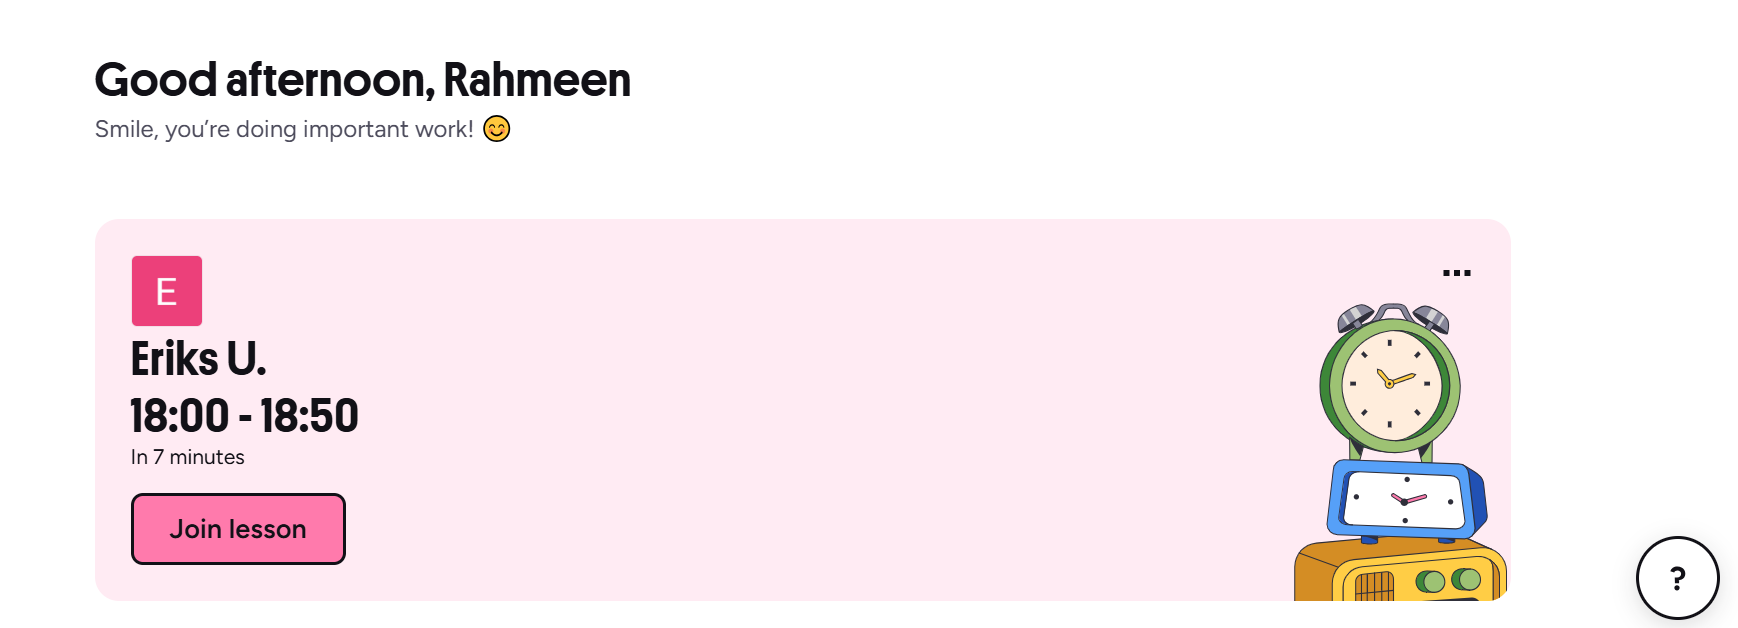 Good afternoon, Rahmeen
Smile, you’re doing important work! 😊
E
Eriks U.
18:00 - 18:50
In 7 minutes
Join lesson
?